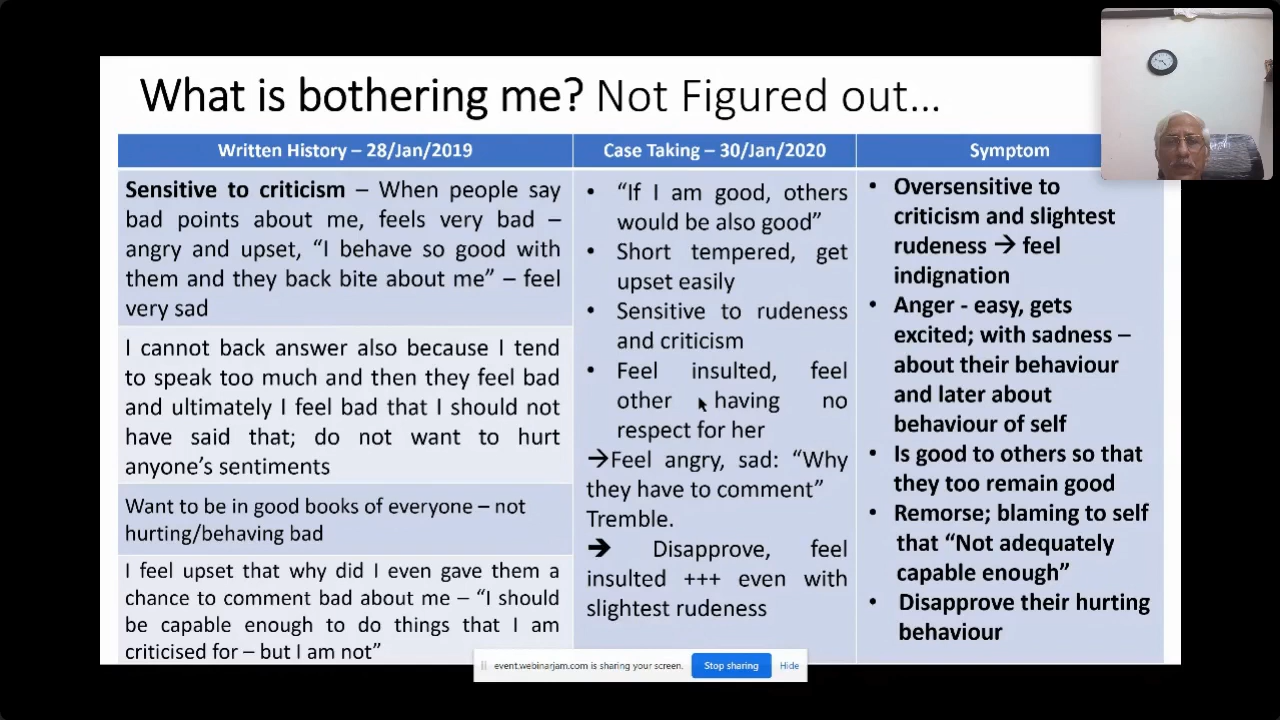 What is bothering me? Not Figured out...
Written History – 28/Jan/2019
Case Taking – 30/Jan/2020
Symptom
Sensitive to criticism – When people say
bad points about me, feels very bad –
angry and upset, “I behave so good with
them and they back bite about me” – feel
very sad
I cannot back answer also because I tend
to speak too much and then they feel bad
and ultimately I feel bad that I should not
have said that; do not want to hurt
anyone’s sentiments
Want to be in good books of everyone – not
hurting/behaving bad
I feel upset that why did I even gave them a
chance to comment bad about me – “I should
be capable enough to do things that I am
criticised for – but I am not”
• “If I am good, others
would be also good”
• Short tempered, get
upset easily
• Sensitive to rudeness
and criticism
• Feel insulted, feel
other having no
respect for her
→Feel angry, sad: “Why
they have to comment”
Tremble.
→ Disapprove, feel
insulted +++ even with
slightest rudeness
• Oversensitive to
criticism and slightest
rudeness → feel
indignation
• Anger - easy, gets
excited; with sadness –
about their behaviour
and later about
behaviour of self
• Is good to others so that
they too remain good
• Remorse; blaming to self
that “Not adequately
capable enough”
• Disapprove their hurting
behaviour
event.webinarjam.com is sharing your screen.
Stop sharing
Hide